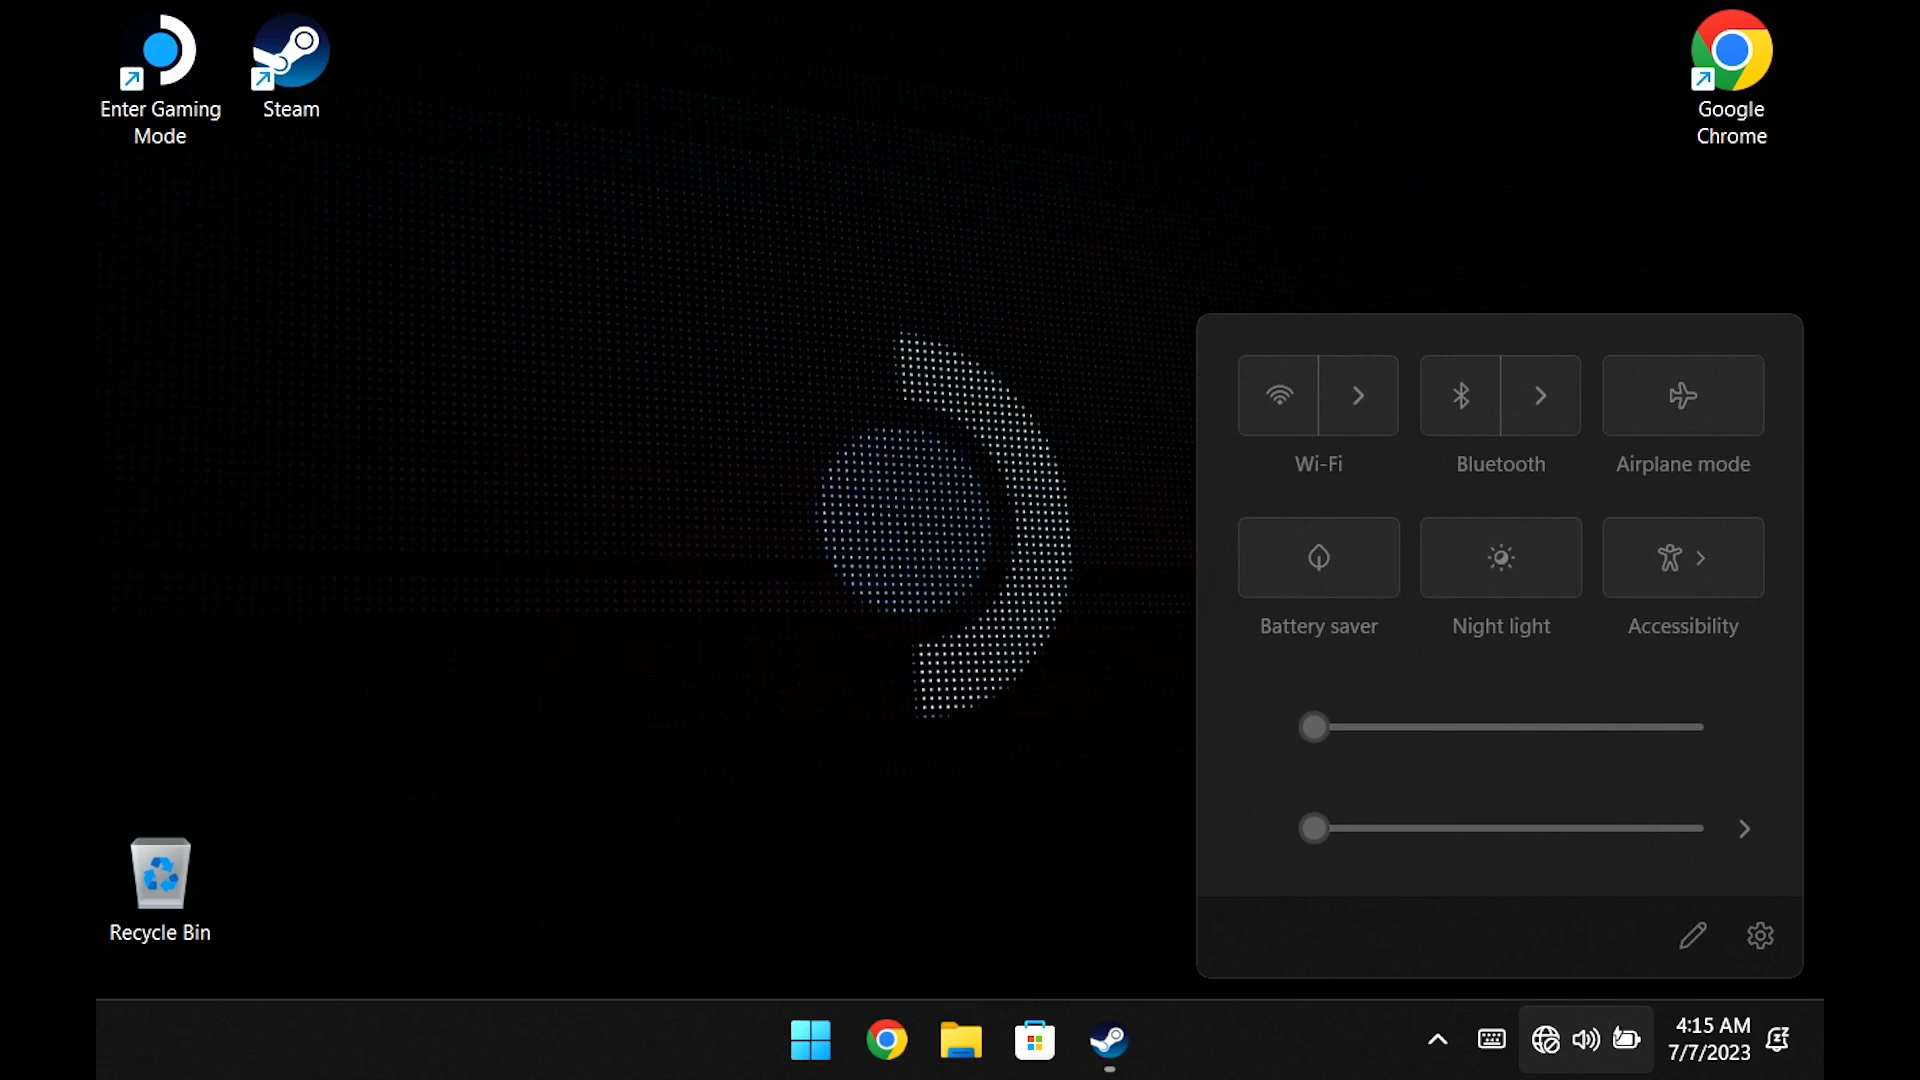 Enter Gaming
Mode
Steam
Google
Chrome
Wi-Fi
Bluetooth
Airplane mode
Battery saver
Night light
Accessibility
Recycle Bin
4:15 AM
7/7/2023